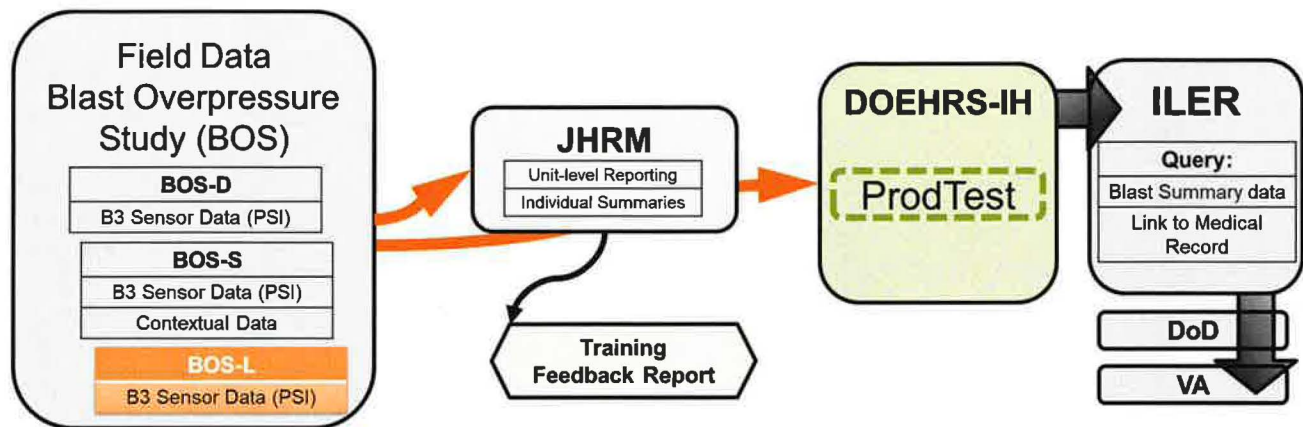 Field Data
Blast Overpressure
Study (BOS)
BOS-D
B3 Sensor Data (PSI)
BOS-S
B3 Sensor Data (PSI)
Contextual Data
BOS-L
B3 Sensor Data (PSI)
JHRM
Unit-level Reporting
Individual Summaries
Training
Feedback Report
DOEHRS-IH
ProdTest
ILER
Query:
Blast Summary data
Link to Medical
Record
DoD
VA